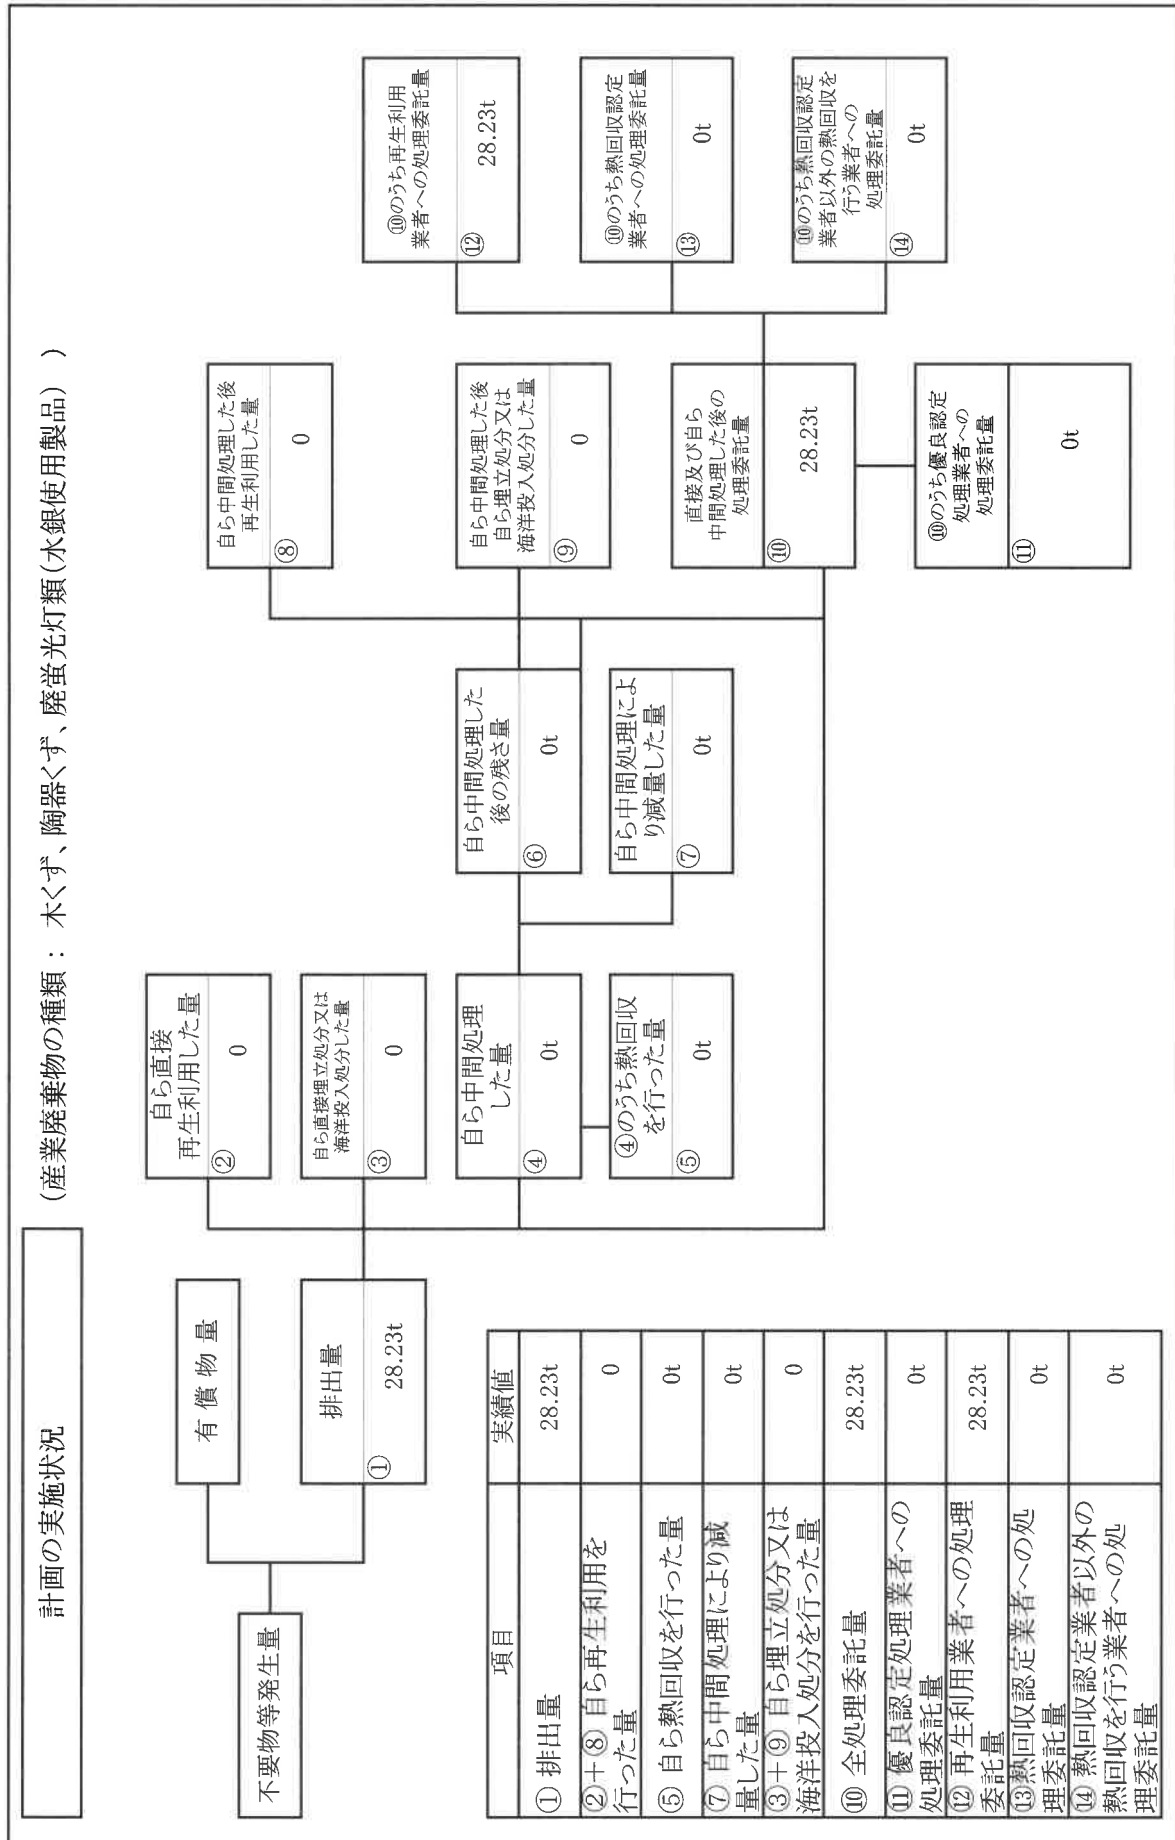 計画の実施状況
(産業廃棄物の種類： 木くず、陶器くず、廃蛍光灯類(水銀使用製品) )
不要物等発生量
有 償 物 量
排出量
① 28.23t
自ら直接
再生利用した量
② 0
自ら直接埋立処分又は
海洋投入処分した量
③ 0
自ら中間処理
した量
④ 0t
④のうち熱回収
を行った量
⑤ 0t
自ら中間処理した
後の残さ量
⑥ 0t
自ら中間処理によ
り減量した量
⑦ 0t
自ら中間処理した後
再生利用した量
⑧ 0
自ら中間処理した後
自ら埋立処分又は
海洋投入処分した量
⑨ 0
直接及び自ら
中間処理した後の
処理委託量
⑩ 28.23t
⑩のうち優良認定
処理業者への
処理委託量
⑪ 0t
⑩のうち再生利用
業者への処理委託量
⑫ 28.23t
⑩のうち熱回収認定
業者への処理委託量
⑬ 0t
⑩のうち熱回収認定
業者以外の熱回収を
行う業者への
処理委託量
⑭ 0t
項目 実績値
① 排出量 28.23t
②＋⑧ 自ら再生利用を
行った量 0
⑤ 自ら熱回収を行った量 0t
⑦ 自ら中間処理により減
量した量 0t
③＋⑨ 自ら埋立処分又は
海洋投入処分を行った量 0
⑩ 全処理委託量 28.23t
⑪ 優良認定処理業者への
処理委託量 0t
⑫ 再生利用業者への処理
委託量 28.23t
⑬熱回収認定業者への処
理委託量 0t
⑭ 熱回収認定業者以外の
熱回収を行う業者への処
理委託量 0t